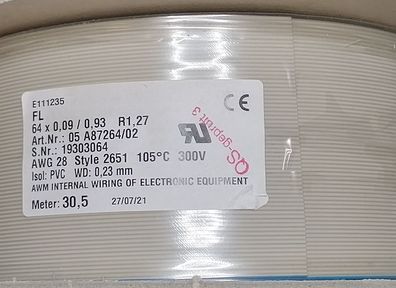 E111235
FL
64 x 0,09 / 0,93 R1,27
Art.Nr.: 05 A87264/02
S.Nr.: 19303064
AWG 28 Style 2651 105°C 300V
Isol: PVC WD: 0,23 mm
AWM INTERNAL WIRING OF ELECTRONIC EQUIPMENT
Meter: 30,5 27/07/21
CE
RU
QS-geprüft 3